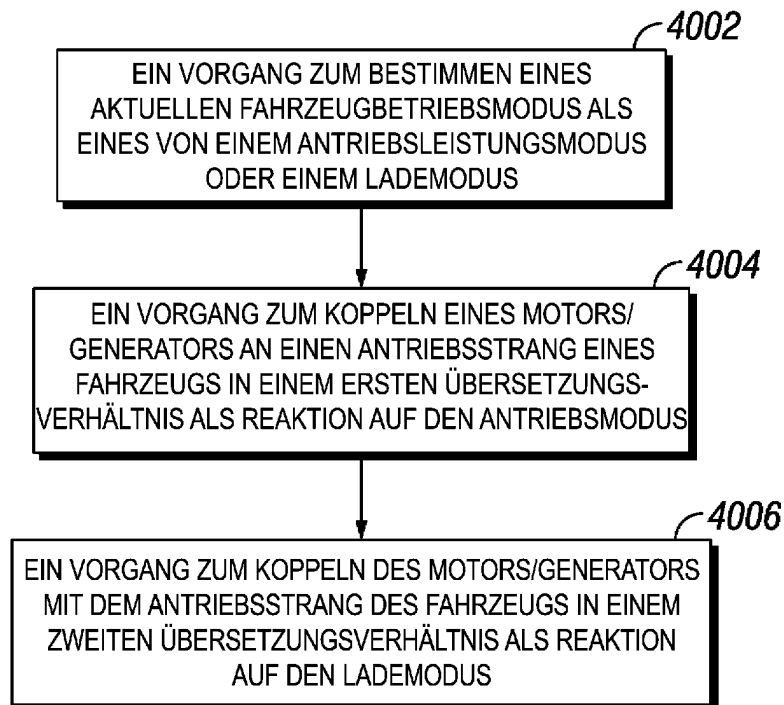 4002
EIN VORGANG ZUM BESTIMMEN EINES
AKTUELLEN FAHRZEUGBETRIEBSMODUS ALS
EINES VON EINEM ANTRIEBSLEISTUNGSMODUS
ODER EINEM LADEMODUS
4004
EIN VORGANG ZUM KOPPELN EINES MOTORS/
GENERATORS AN EINEN ANTRIEBSSTRANG EINES
FAHRZEUGS IN EINEM ERSTEN ÜBERSETZUNGS-
VERHÄLTNIS ALS REAKTION AUF DEN ANTRIEBSMODUS
4006
EIN VORGANG ZUM KOPPELN DES MOTORS/GENERATORS
MIT DEM ANTRIEBSSTRANG DES FAHRZEUGS IN EINEM
ZWEITEN ÜBERSETZUNGSVERHÄLTNIS ALS REAKTION
AUF DEN LADEMODUS